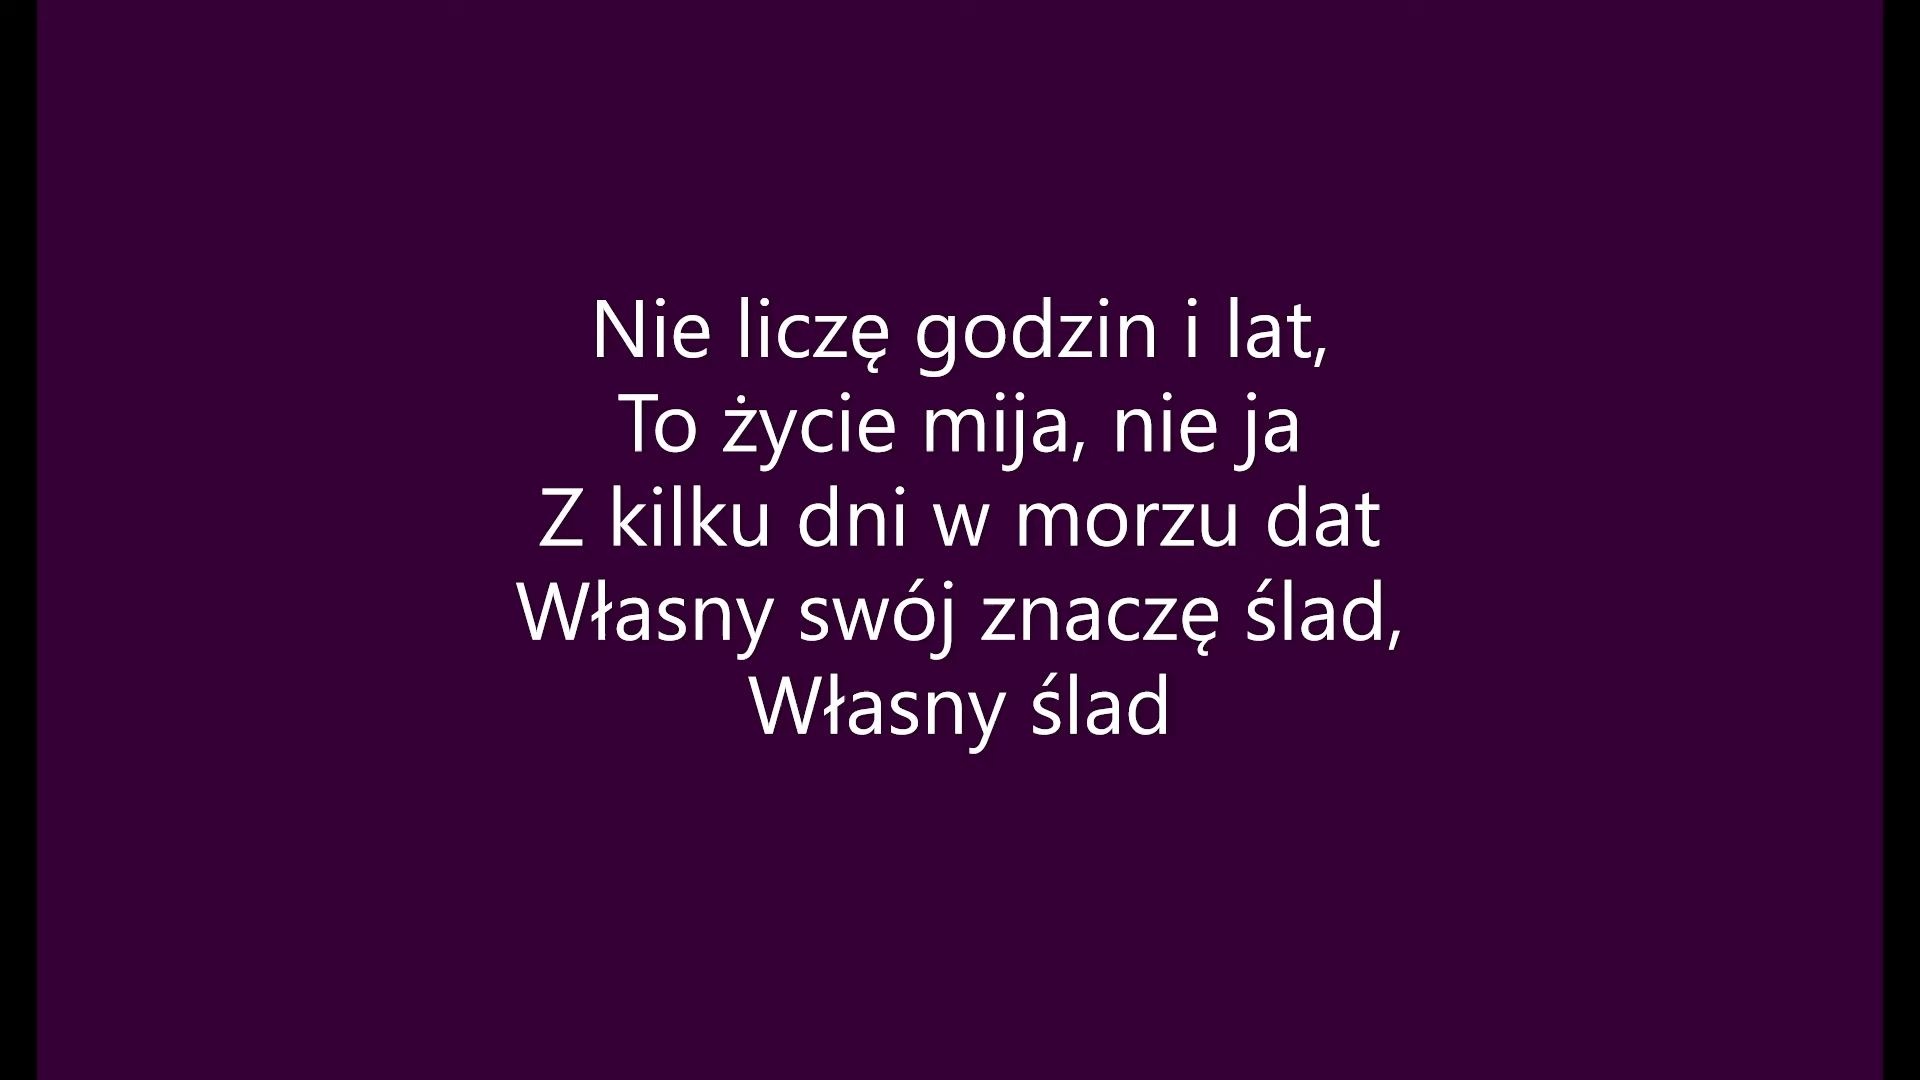 Nie liczę godzin i lat,
To życie mija, nie ja
Z kilku dni w morzu dat
Własny swój znaczę ślad,
Własny ślad